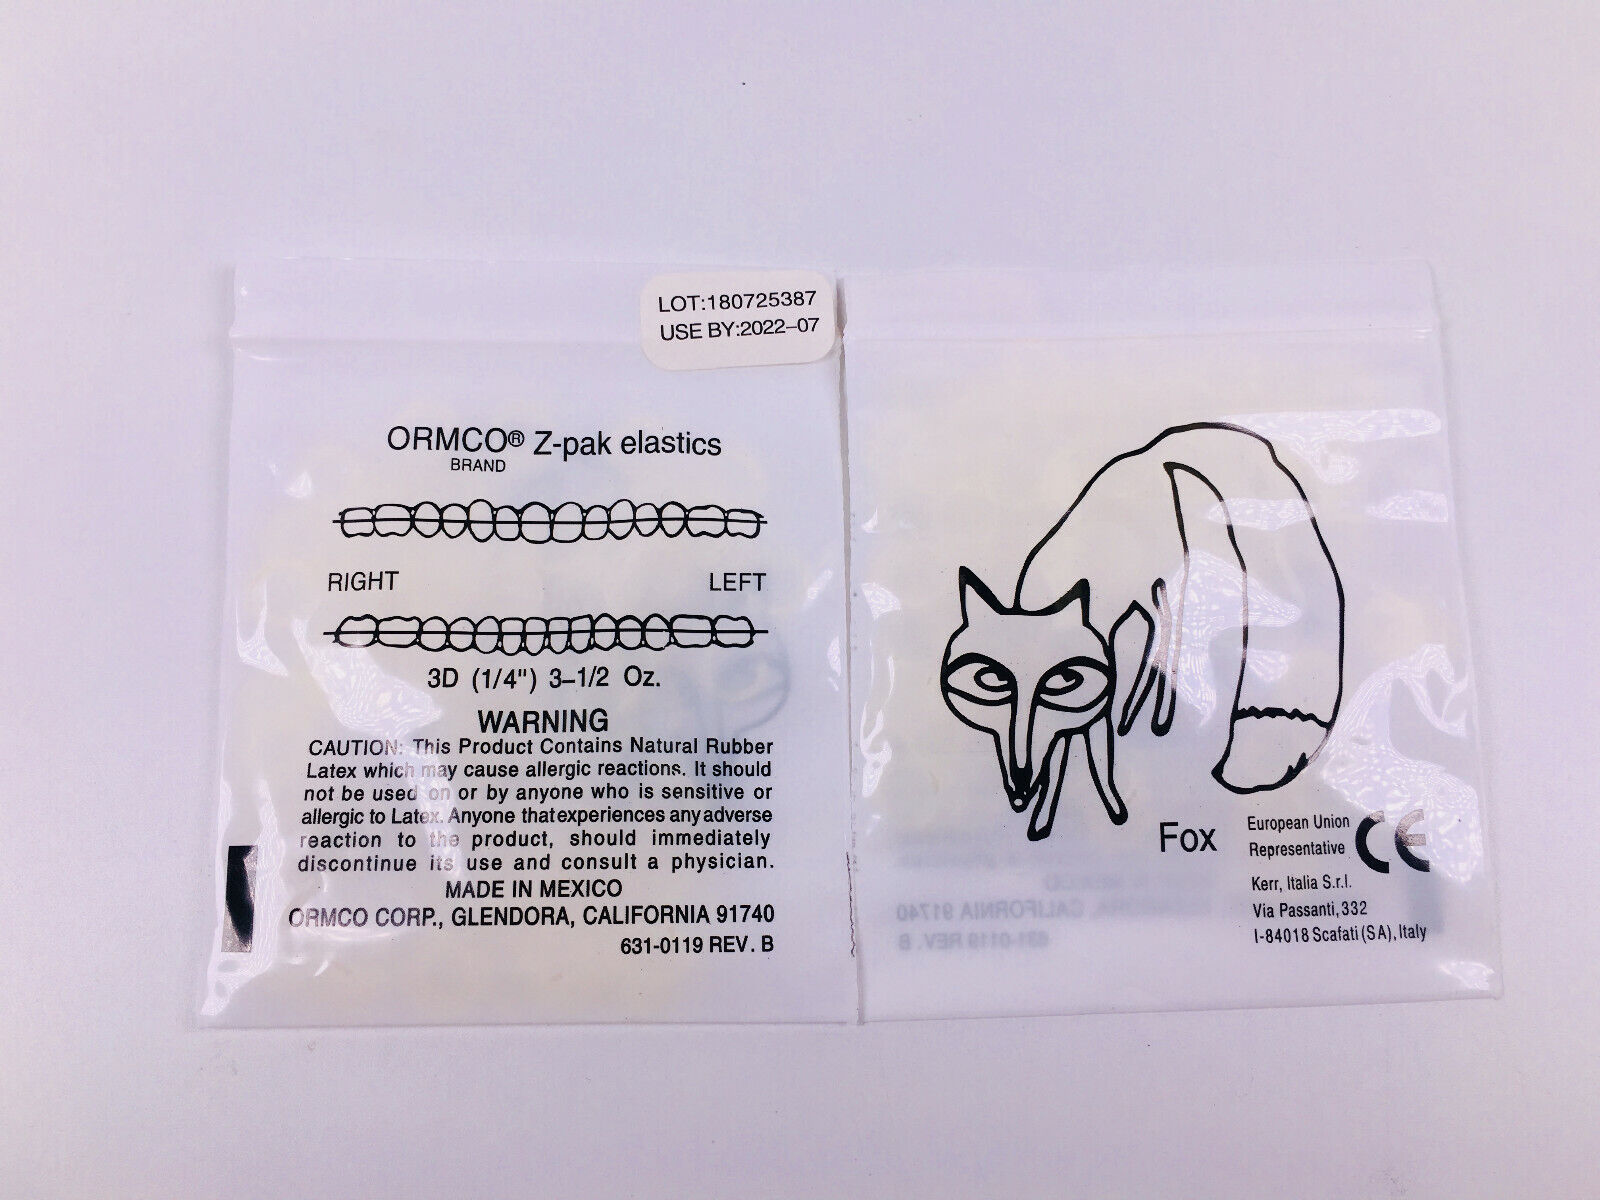 LOT:180725387
USE BY:2022-07
ORMCO® Z-pak elastics
BRAND
RIGHT LEFT
3D (1/4") 3-1/2 Oz.
WARNING
CAUTION: This Product Contains Natural Rubber
Latex which may cause allergic reactions. It should
not be used on or by anyone who is sensitive or
allergic to Latex. Anyone that experiences any adverse
reaction to the product, should immediately
discontinue its use and consult a physician.
MADE IN MEXICO
ORMCO CORP., GLENDORA, CALIFORNIA 91740
631-0119 REV. B
Fox
European Union
Representative CE
Kerr, Italia S.r.l.
Via Passanti, 332
I-84018 Scafati (SA), Italy